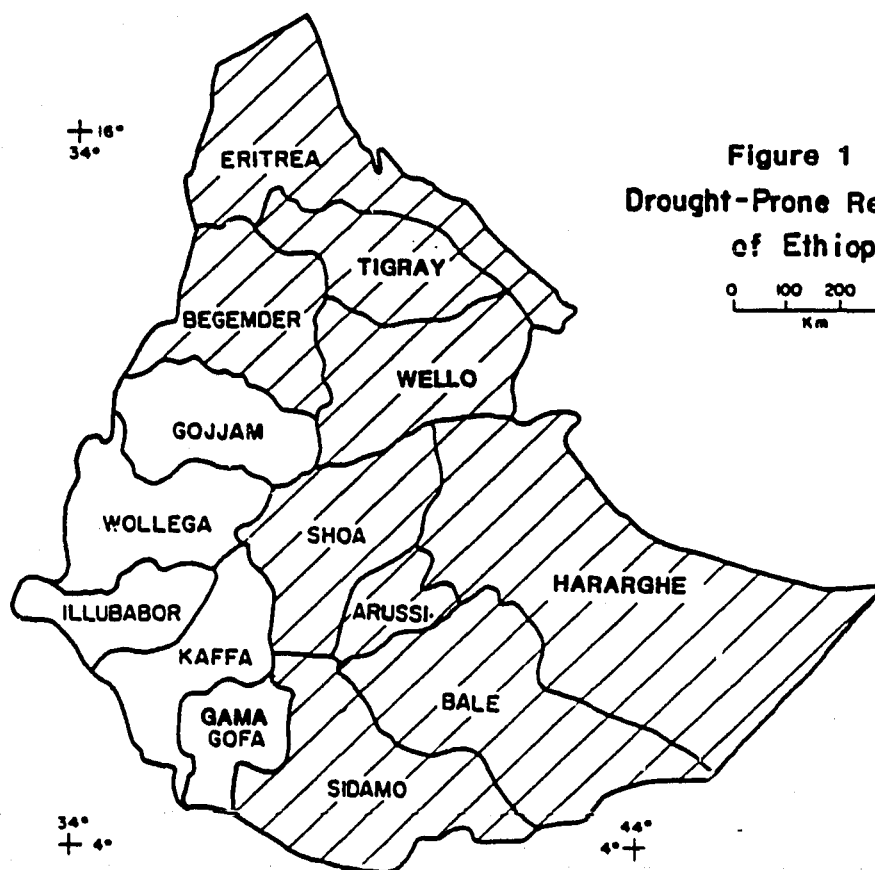 16°
34°
Figure 1
Drought-Prone Re
of Ethiop
0 100 200
Km
ERITREA
TIGRAY
BEGEMDER
WELLO
GOJJAM
WOLLEGA
SHOA
HARARGHE
ILLUBABOR
ARUSSI
KAFFA
BALE
GAMA
GOFA
SIDAMO
34°
4°
44°
4°